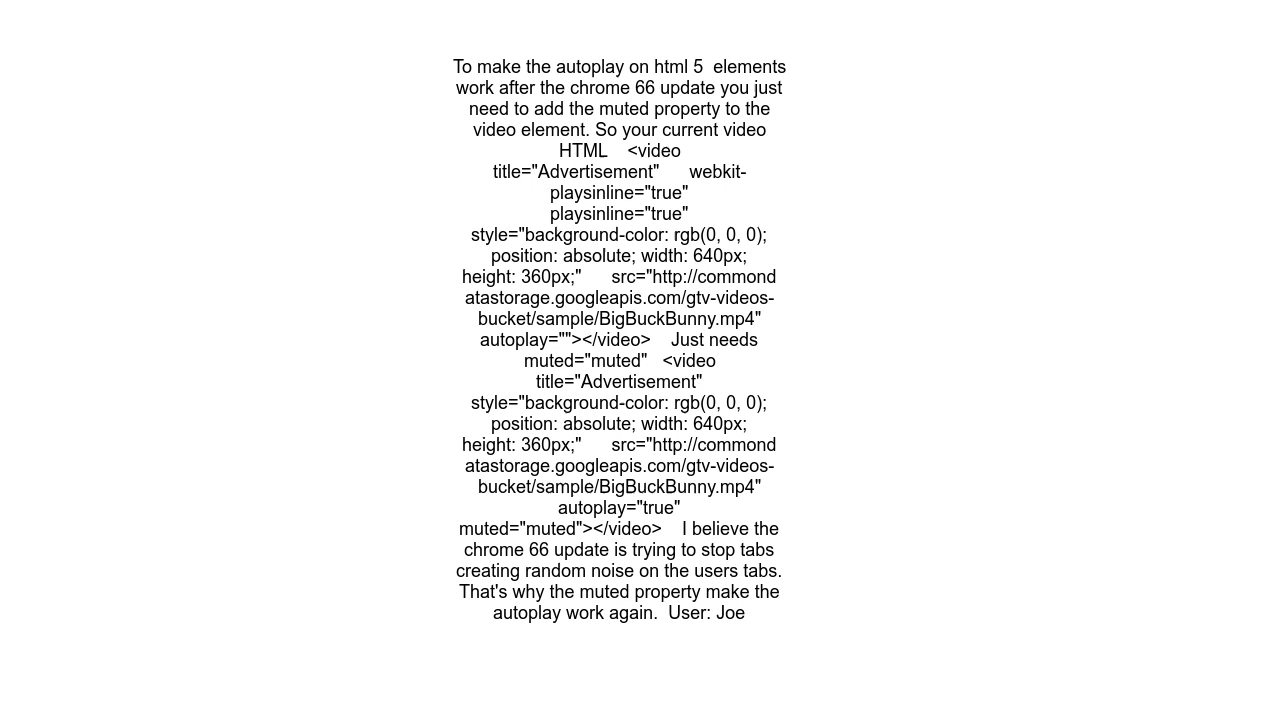 To make the autoplay on html 5  elements
work after the chrome 66 update you just
need to add the muted property to the
video element. So your current video
HTML    <video
title="Advertisement"      webkit-
playsinline="true"
playsinline="true"
style="background-color: rgb(0, 0, 0);
position: absolute; width: 640px;
height: 360px;"      src="http://commond
atastorage.googleapis.com/gtv-videos-
bucket/sample/BigBuckBunny.mp4"
autoplay=""></video>    Just needs
muted="muted"   <video
title="Advertisement"
style="background-color: rgb(0, 0, 0);
position: absolute; width: 640px;
height: 360px;"      src="http://commond
atastorage.googleapis.com/gtv-videos-
bucket/sample/BigBuckBunny.mp4"
autoplay="true"
muted="muted"></video>    I believe the
chrome 66 update is trying to stop tabs
creating random noise on the users tabs.
That's why the muted property make the
autoplay work again.  User: Joe